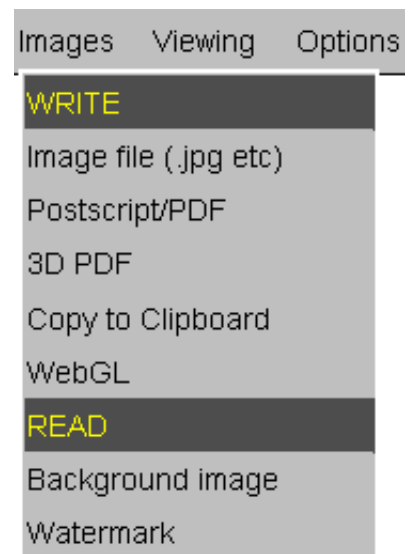 Images Viewing Options
WRITE
Image file (.jpg etc)
Postscript/PDF
3D PDF
Copy to Clipboard
WebGL
READ
Background image
Watermark